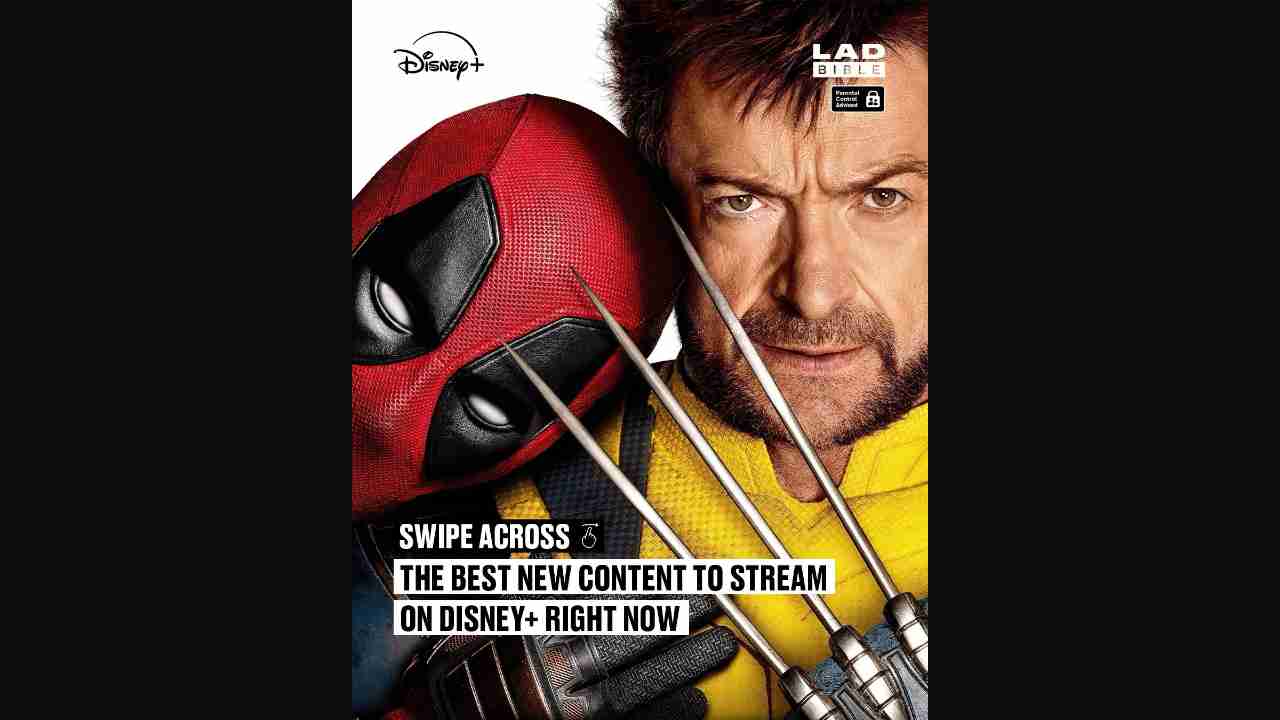 Disney+
LAD
BIBLE
Parental
Control
Advised
SWIPE ACROSS
THE BEST NEW CONTENT TO STREAM
ON DISNEY+ RIGHT NOW